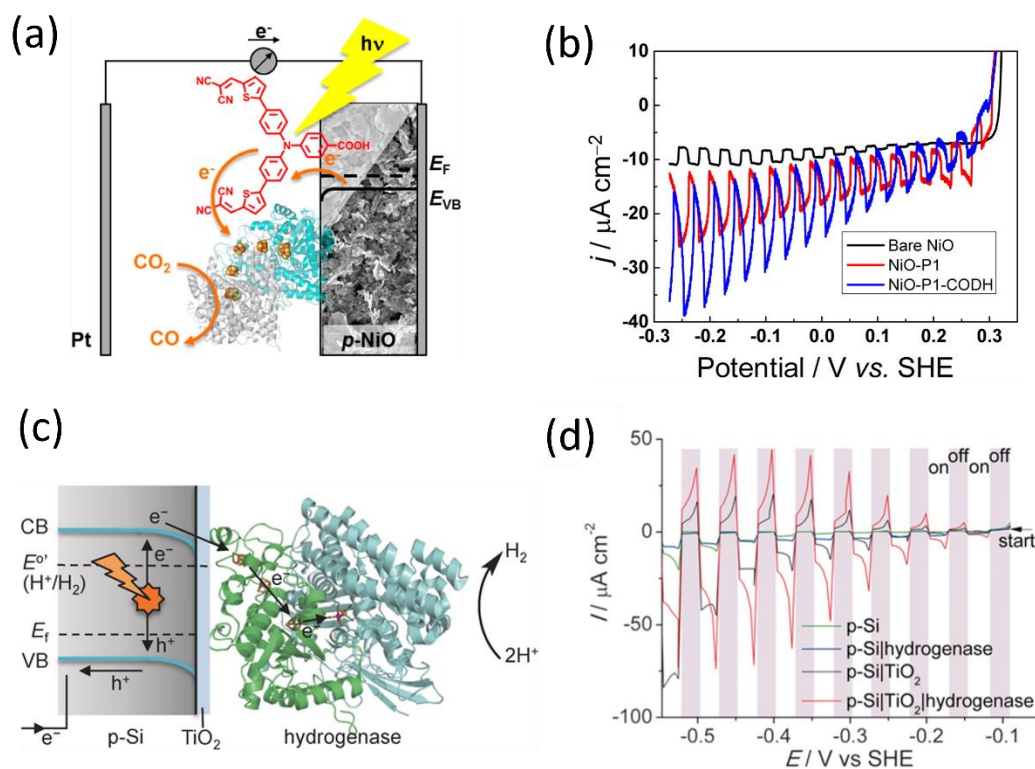 (a)
e⁻
hν
NC
CN
N
S
COOH
e⁻
E_F
e⁻
E_VB
NC
S
CN
CO₂
CO
Pt
p-NiO
(b)
10
5
0
-10
-20
-30
-40
j / μA cm⁻²
Bare NiO
NiO-P1
NiO-P1-CODH
-0.3
-0.2
-0.1
0.0
0.1
0.2
0.3
Potential / V vs. SHE
(c)
CB
E°’
(H⁺/H₂)
E_f
VB
e⁻
h⁺
h⁺
e⁻
p-Si
TiO₂
e⁻
e⁻
e⁻
H₂
2H⁺
hydrogenase
(d)
50
0
-50
-100
I / μA cm⁻²
on off on off
start
p-Si
p-Si|hydrogenase
p-Si|TiO₂
p-Si|TiO₂|hydrogenase
-0.5
-0.4
-0.3
-0.2
-0.1
E / V vs SHE